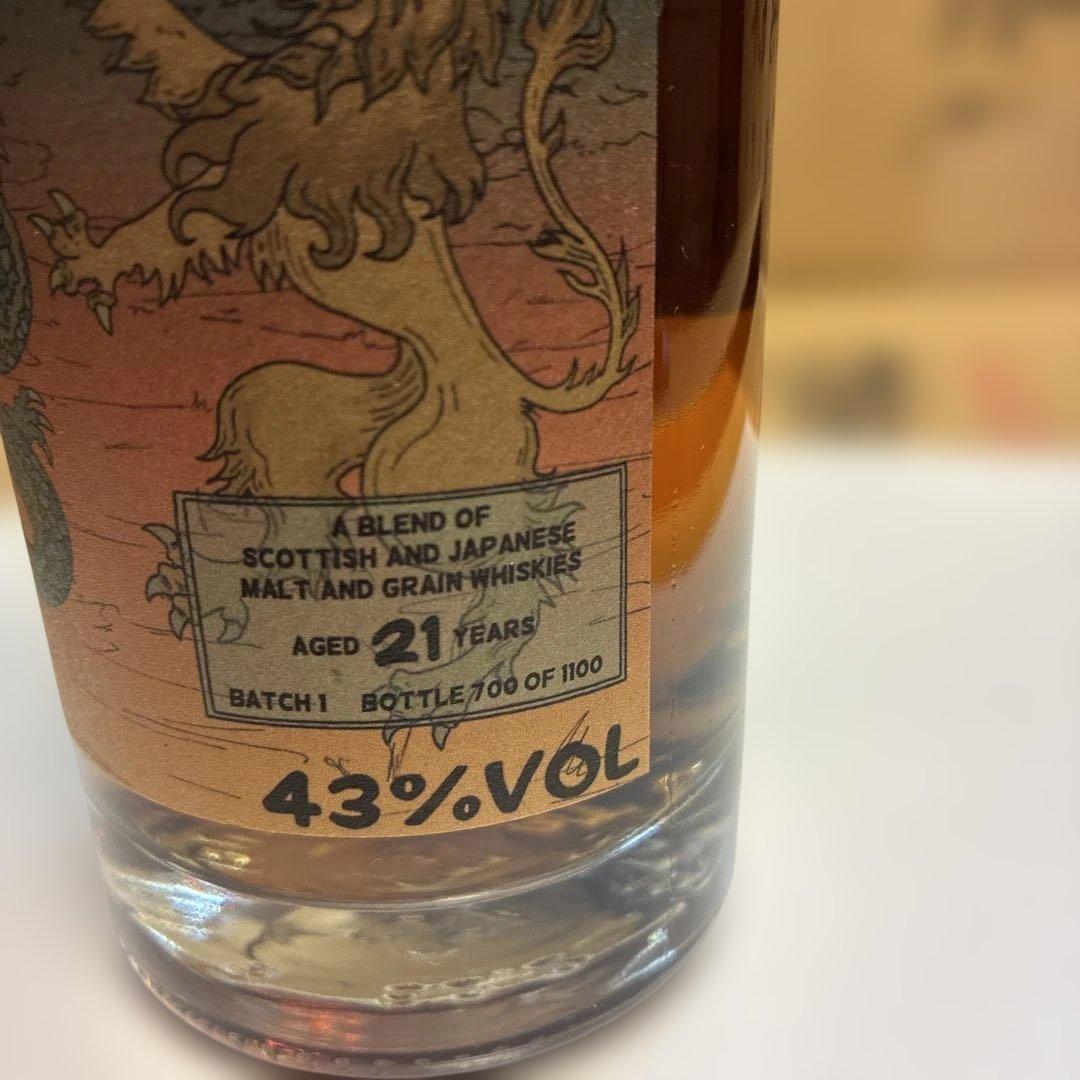 A BLEND OF
SCOTTISH AND JAPANESE
MALT AND GRAIN WHISKIES
AGED 21 YEARS
BATCH 1 BOTTLE 700 OF 1100
43%VOL